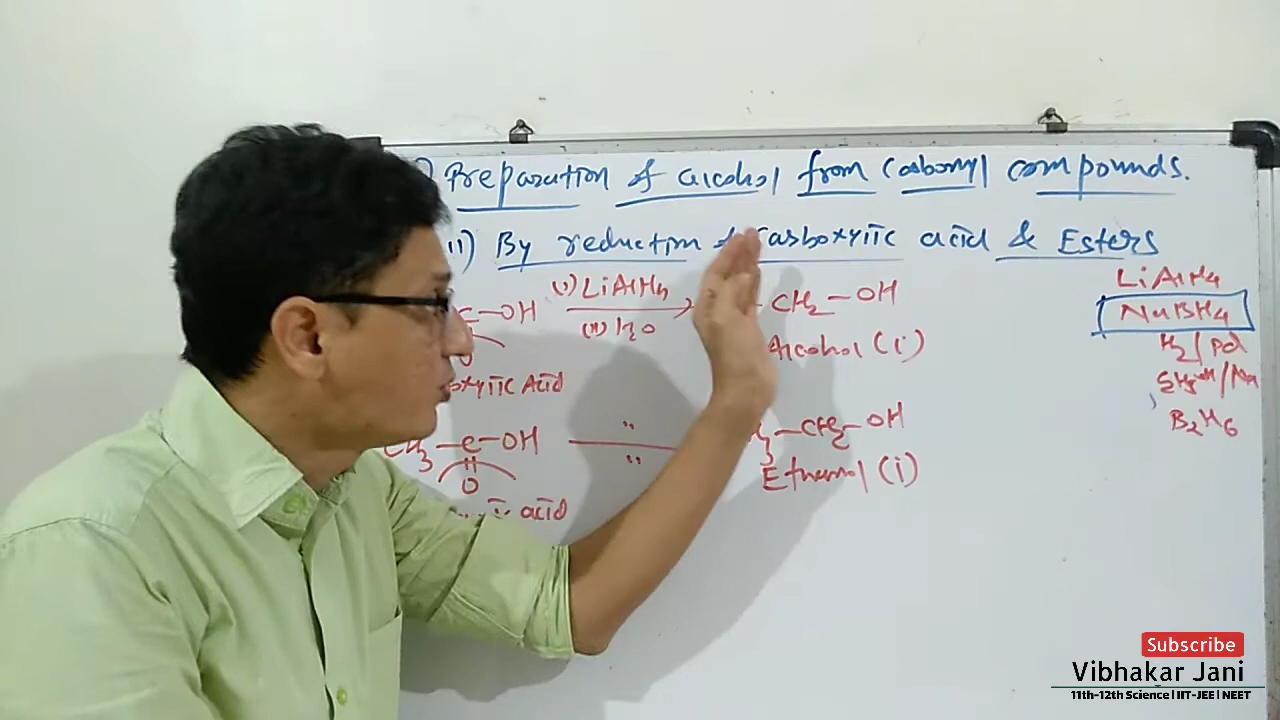 ) Preparation of alcohol from Carbonyl compounds.
ii) By reduction of Carboxylic acid & Esters
C-OH (i) LiAlH4 CH2-OH
(ii) H2O
O
oxylic Acid Alcohol (1)
CH3-C-OH " CH2-OH
"
O
Ethanol (1)
acid
LiAlH4
NaBH4
H2/Pd
C2H5OH/Na
B2H6
Subscribe
Vibhakar Jani
11th-12th Science | IIT-JEE | NEET